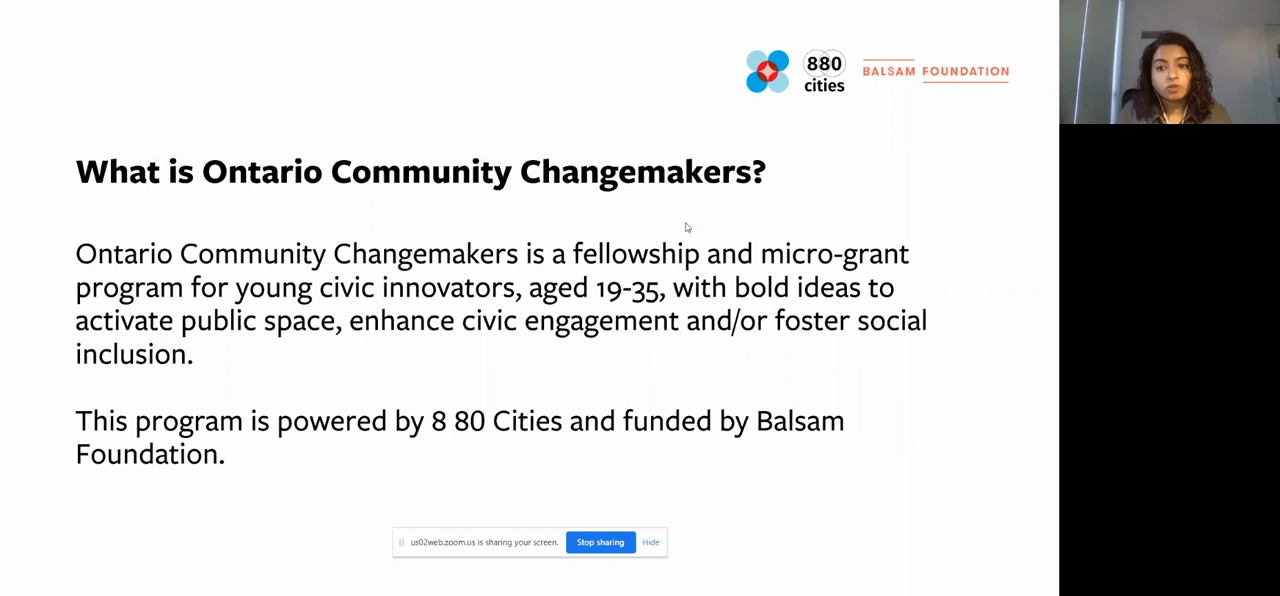 880
cities
BALSAM FOUNDATION
What is Ontario Community Changemakers?
Ontario Community Changemakers is a fellowship and micro-grant
program for young civic innovators, aged 19-35, with bold ideas to
activate public space, enhance civic engagement and/or foster social
inclusion.
This program is powered by 8 80 Cities and funded by Balsam
Foundation.
us02web.zoom.us is sharing your screen. Stop sharing Hide